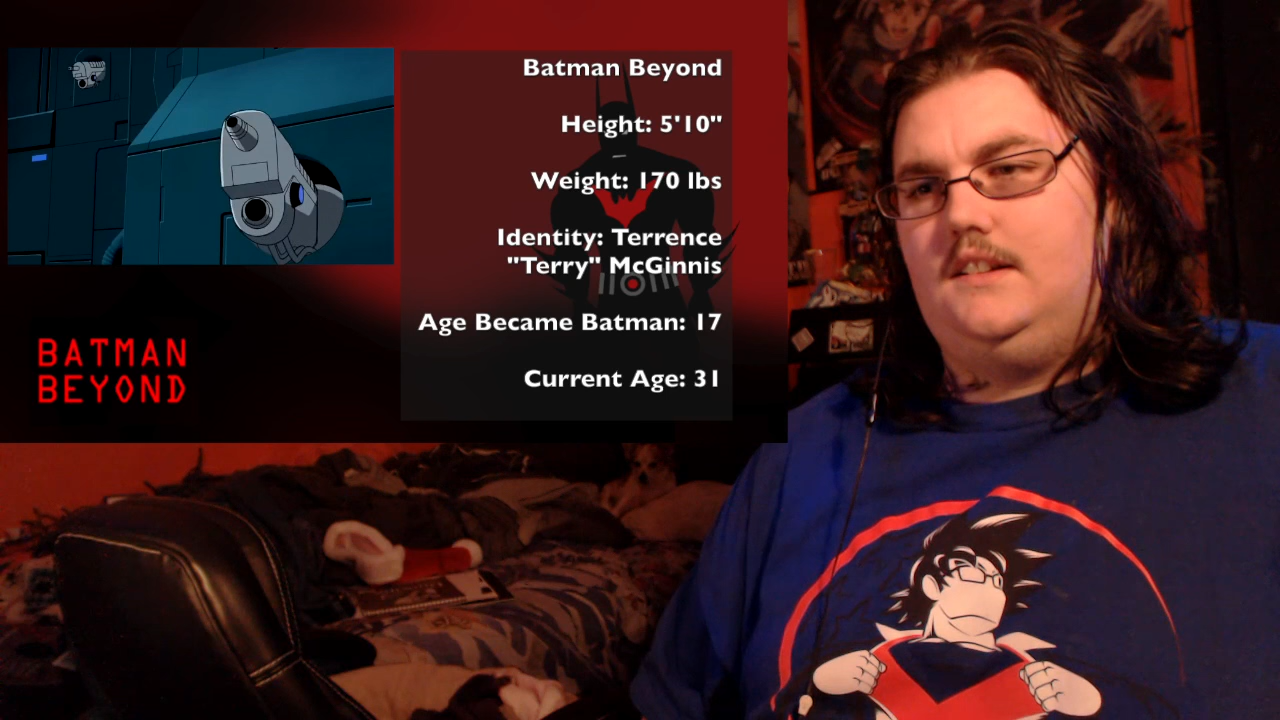 Batman Beyond
Height: 5'10"
Weight: 170 lbs
Identity: Terrence
"Terry" McGinnis
Age Became Batman: 17
Current Age: 31
BATMAN
BEYOND